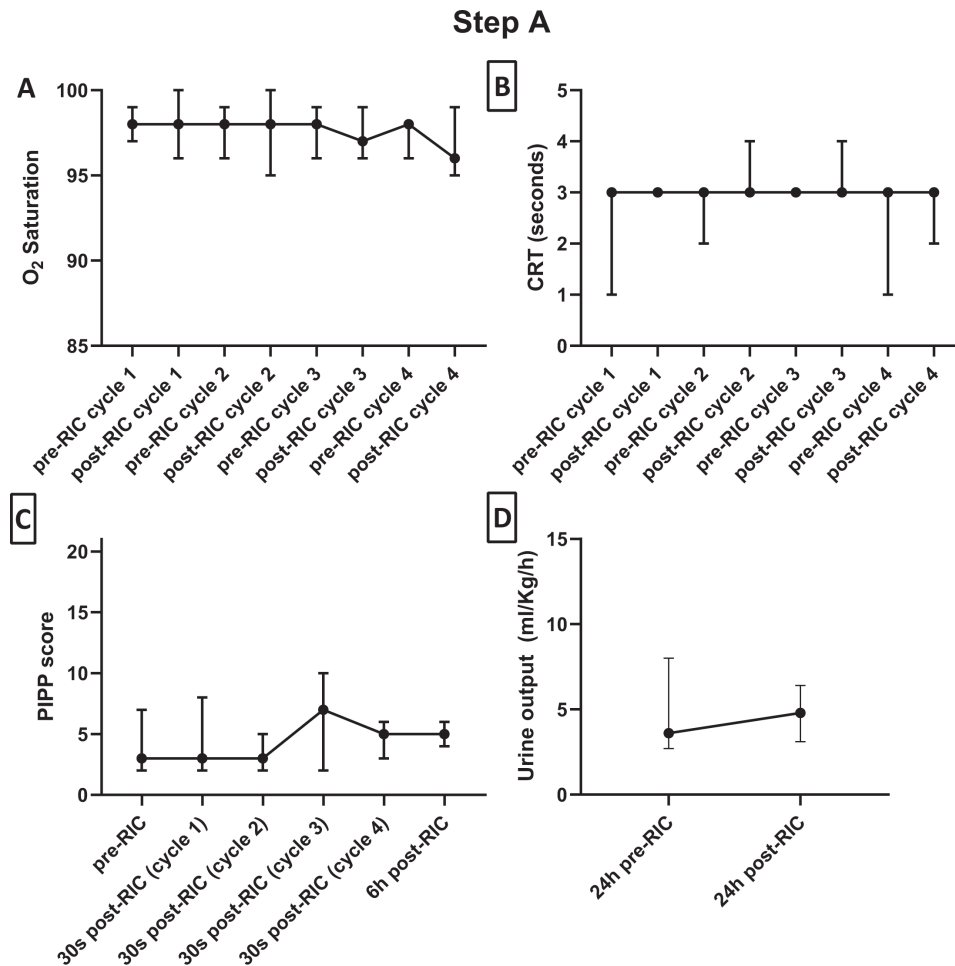 Step A
A
O2 Saturation
100
95
90
85
pre-RIC cycle 1
post-RIC cycle 1
pre-RIC cycle 2
post-RIC cycle 2
pre-RIC cycle 3
post-RIC cycle 3
pre-RIC cycle 4
post-RIC cycle 4
B
CRT (seconds)
5
4
3
2
1
0
pre-RIC cycle 1
post-RIC cycle 1
pre-RIC cycle 2
post-RIC cycle 2
pre-RIC cycle 3
post-RIC cycle 3
pre-RIC cycle 4
post-RIC cycle 4
C
PIPP score
20
15
10
5
0
pre-RIC
30s post-RIC (cycle 1)
30s post-RIC (cycle 2)
30s post-RIC (cycle 3)
30s post-RIC (cycle 4)
6h post-RIC
D
Urine output (ml/Kg/h)
15
10
5
0
24h pre-RIC
24h post-RIC